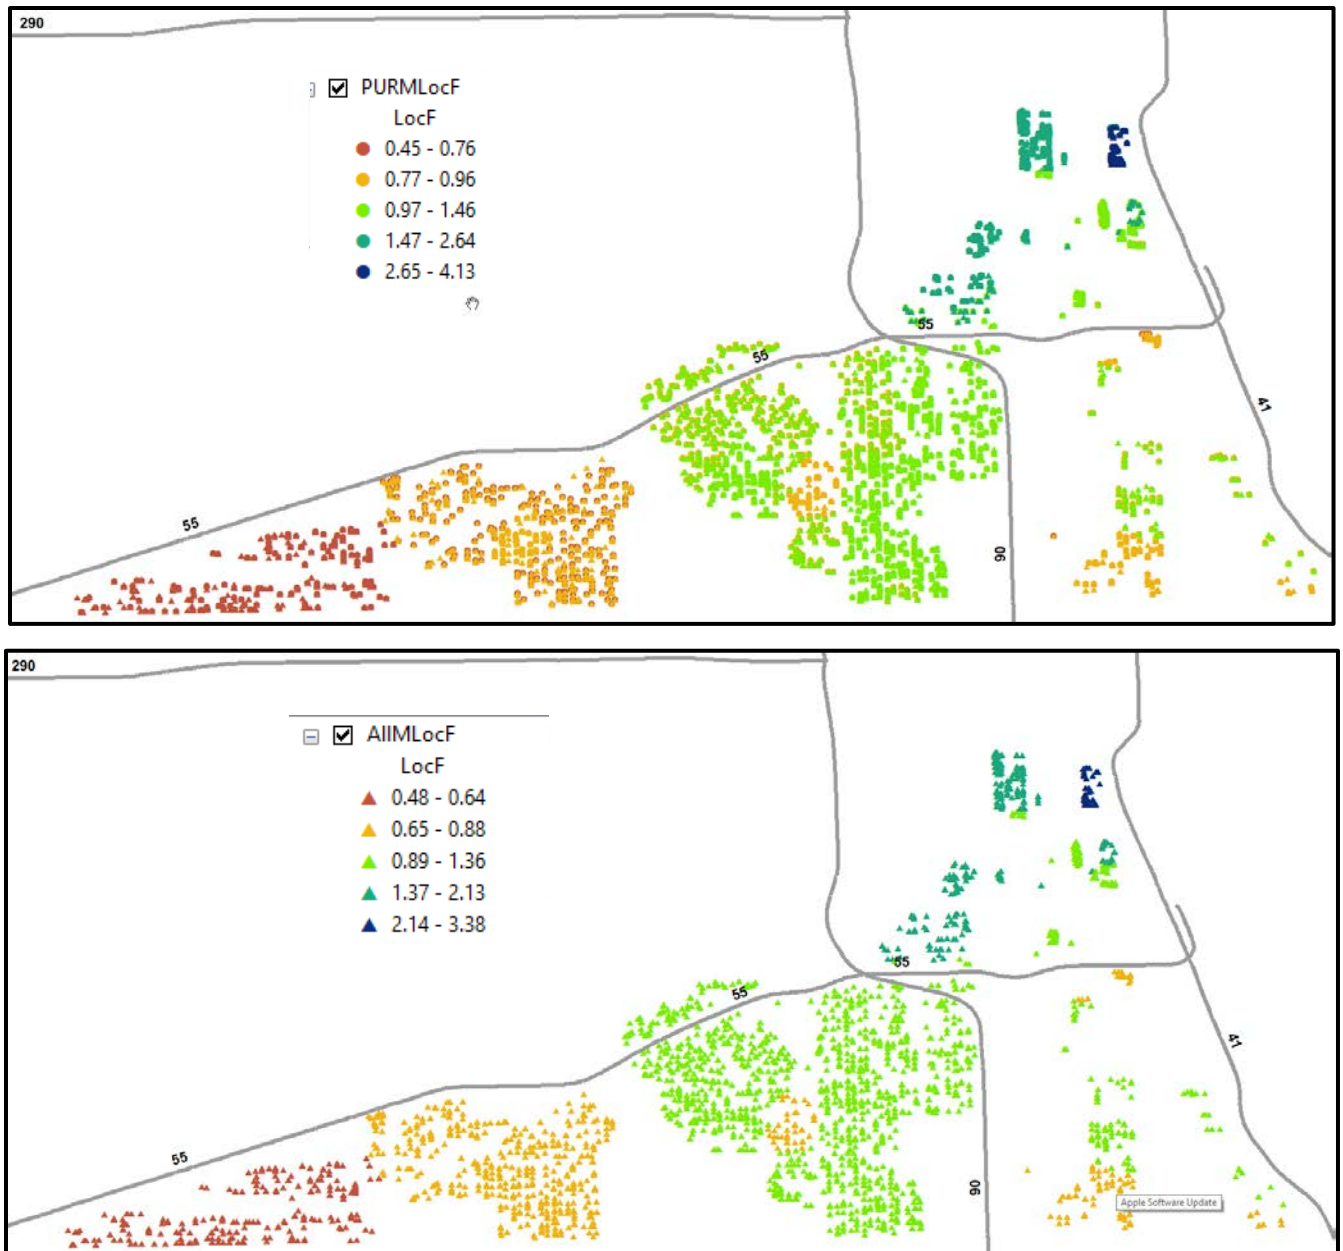 290
PURMLocF
LocF
0.45 - 0.76
0.77 - 0.96
0.97 - 1.46
1.47 - 2.64
2.65 - 4.13
55
55
41
55
90
290
AllMLocF
LocF
0.48 - 0.64
0.65 - 0.88
0.89 - 1.36
1.37 - 2.13
2.14 - 3.38
55
55
41
55
90
Apple Software Update